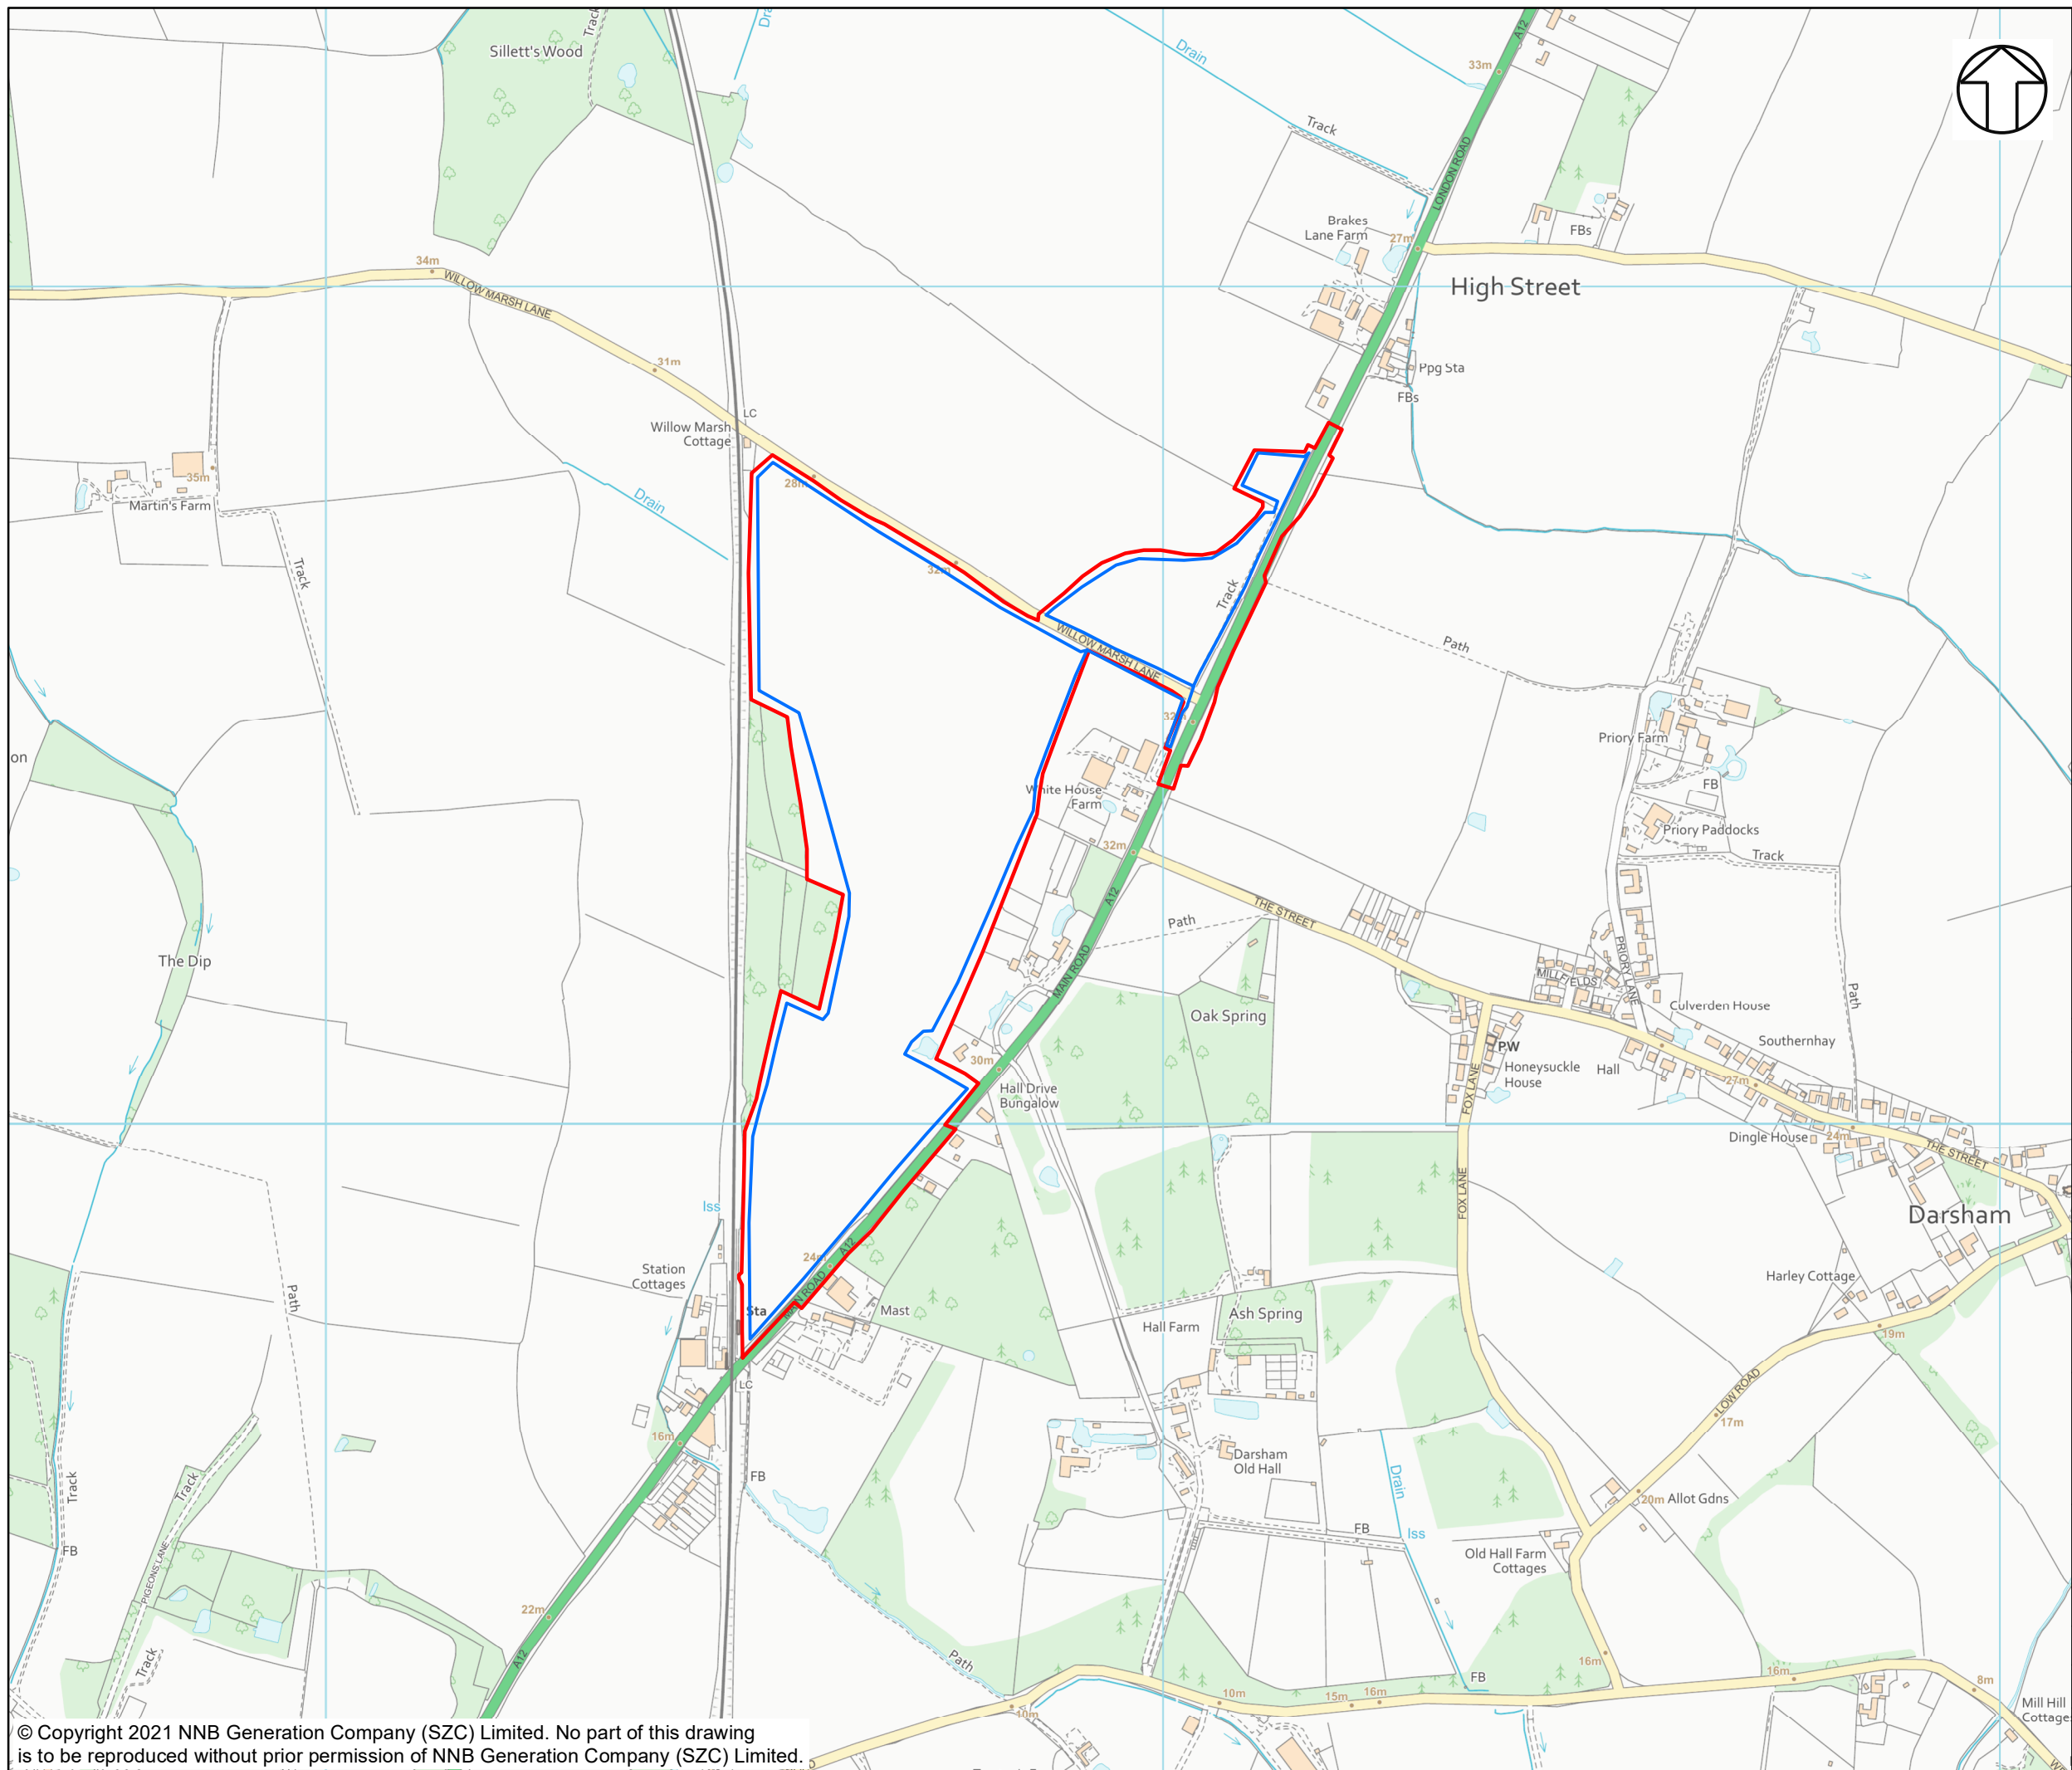 Sillett's Wood
Track
Drain
A12
33m
Track
LONDON ROAD
Brakes
Lane Farm
27m
FBs
High Street
34m
WILLOW MARSH LANE
31m
Ppg Sta
FBs
LC
Willow Marsh
Cottage
35m
Martin's Farm
28m
Drain
Track
32m
Track
WILLOW MARSH LANE
Path
32m
Priory Farm
FB
on
White House
Farm
Priory Paddocks
Track
32m
A12
THE STREET
Path
PRIORY LANE
MILLFIELDS
The Dip
MAIN ROAD
Path
Culverden House
Oak Spring
Southernhay
PW
Honeysuckle
House
Hall
30m
Hall Drive
Bungalow
27m
FOX LANE
Dingle House
24m
THE STREET
FOX LANE
Iss
Darsham
24m
A12
Station
Cottages
MAIN ROAD
Path
Sta
Mast
Harley Cottage
Hall Farm
Ash Spring
19m
LC
LOW ROAD
17m
16m
Darsham
Old Hall
FB
Drain
Track
Track
20m
Allot Gdns
FB
Iss
FB
PIGEONS LANE
Old Hall Farm
Cottages
22m
A12
Track
Path
FB
16m
16m
10m
15m
16m
8m
10m
Mill Hill
Cottage
© Copyright 2021 NNB Generation Company (SZC) Limited. No part of this drawing
is to be reproduced without prior permission of NNB Generation Company (SZC) Limited.